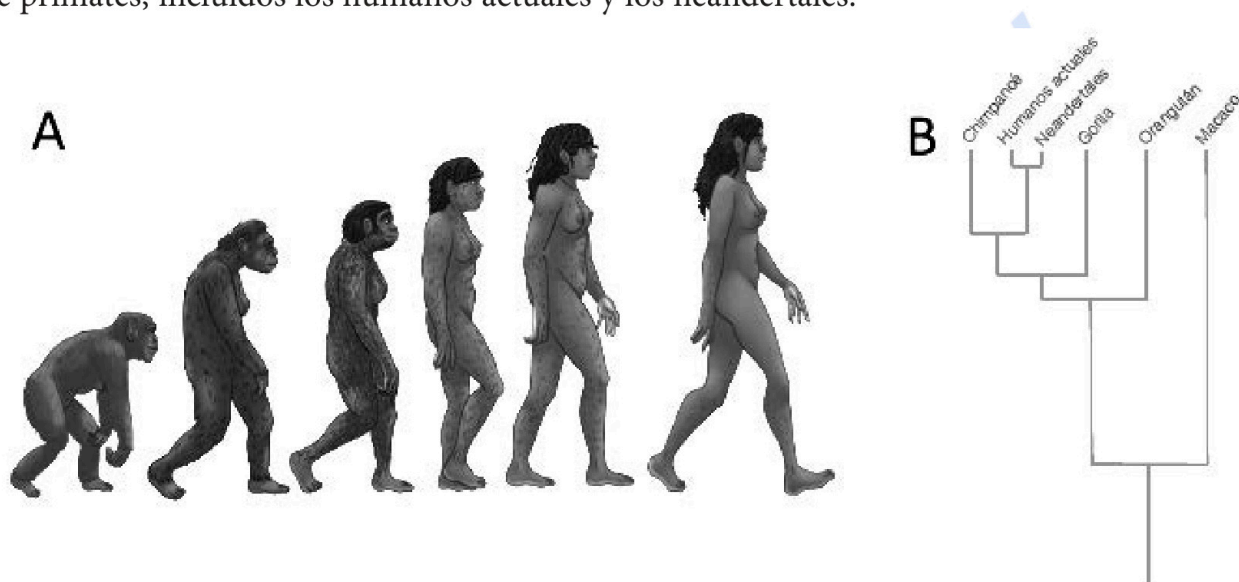 e primates, incluidos los humanos actuales y los neandertales.
A
B
Chimpancé
Humanos actuales
Neandertales
Gorila
Orangután
Macaco